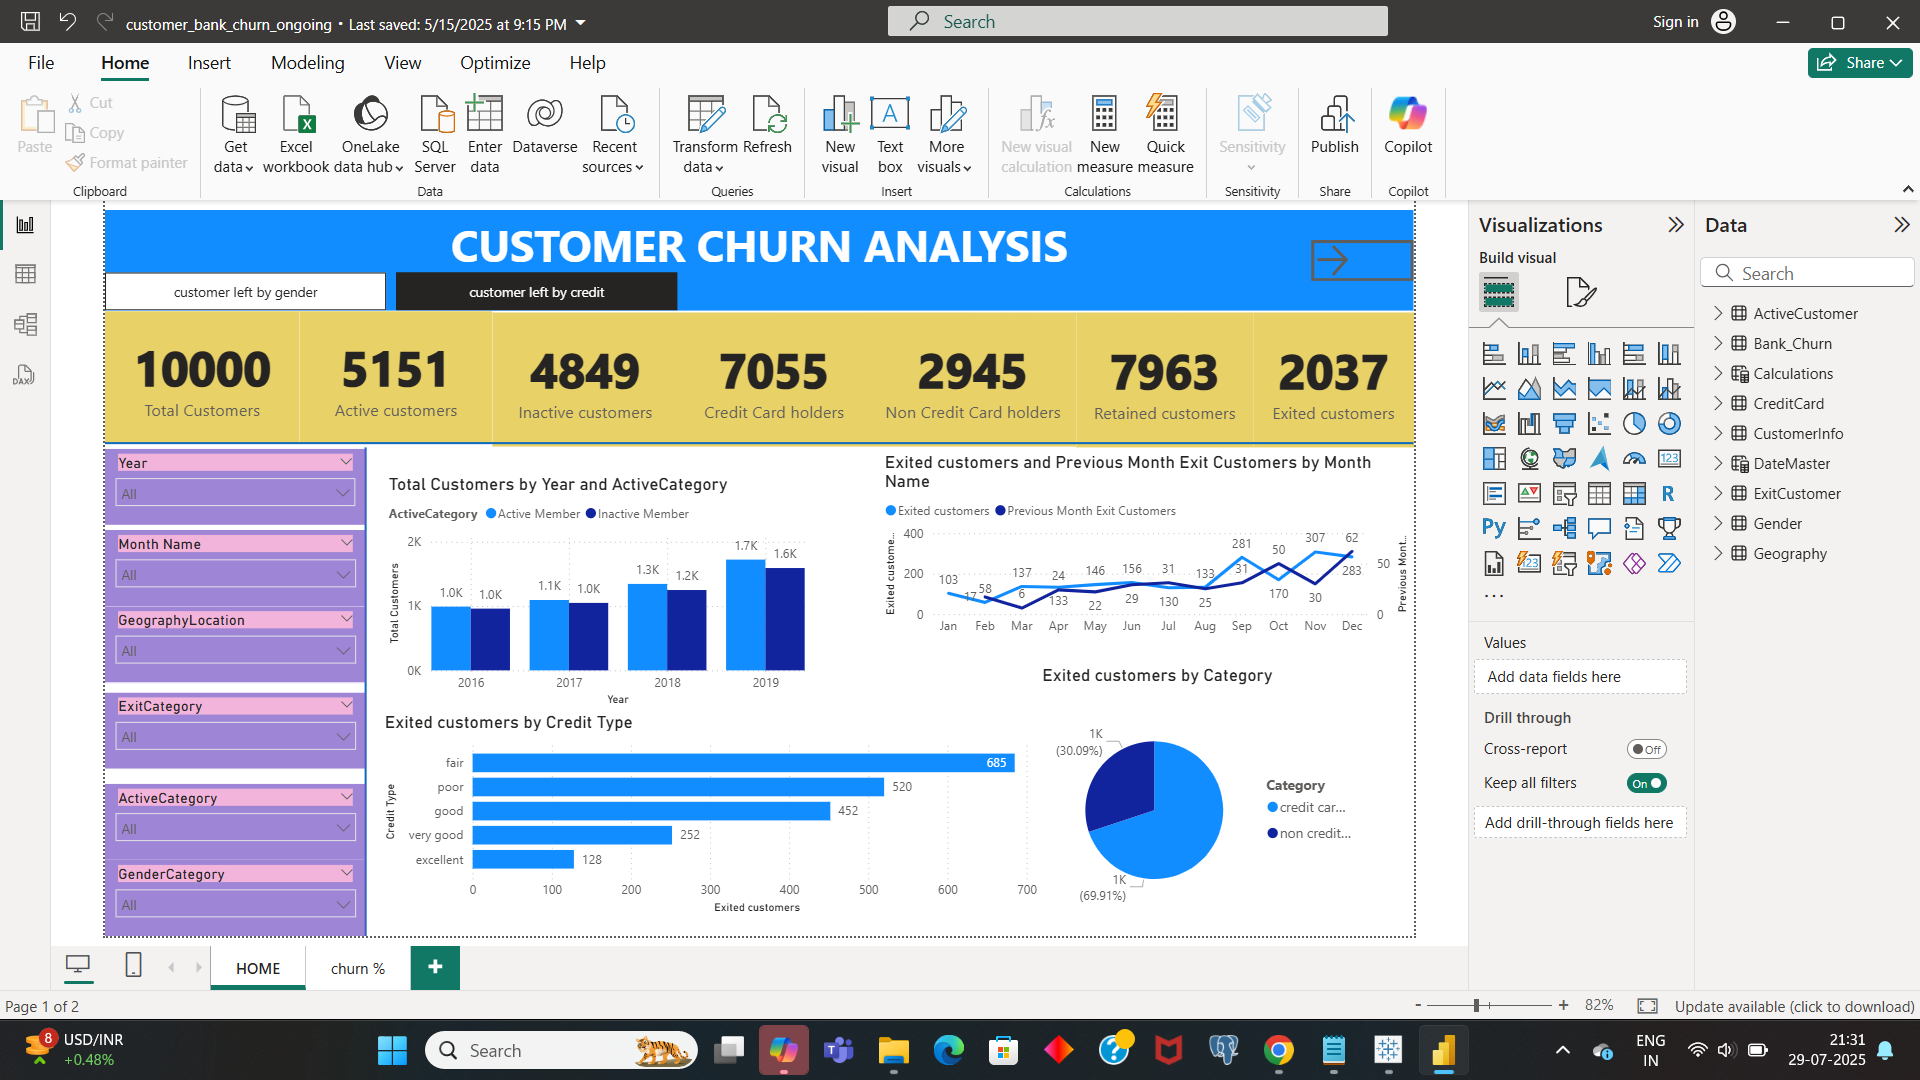 customer_bank_churn_ongoing • Last saved: 5/15/2025 at 9:15 PM
Search
Sign in
File Home Insert Modeling View Optimize Help
Share
Paste
Cut
Copy
Format painter
Clipboard
Get data
Excel workbook
OneLake data hub
SQL Server
Enter data
Dataverse
Recent sources
Data
Transform data
Refresh
Queries
New visual
Text box
More visuals
Insert
New visual calculation
New measure
Quick measure
Calculations
Sensitivity
Sensitivity
Publish
Share
Copilot
Copilot
CUSTOMER CHURN ANALYSIS
customer left by gender
customer left by credit
10000
Total Customers
5151
Active customers
4849
Inactive customers
7055
Credit Card holders
2945
Non Credit Card holders
7963
Retained customers
2037
Exited customers
Year
All
Month Name
All
GeographyLocation
All
ExitCategory
All
ActiveCategory
All
GenderCategory
All
Total Customers by Year and ActiveCategory
ActiveCategory Active Member Inactive Member
Total Customers
2K
1K
0K
1.0K 1.0K 1.1K 1.0K 1.3K 1.2K 1.7K 1.6K
2016 2017 2018 2019
Year
Exited customers and Previous Month Exit Customers by Month
Name
Exited customers Previous Month Exit Customers
Exited custome...
400
200
0
103 17 58 137 6 24 133 146 22 156 29 31 130 133 25 281 31 50 170 307 30 62 283
50
0
Previous Mont...
Jan Feb Mar Apr May Jun Jul Aug Sep Oct Nov Dec
Exited customers by Credit Type
Credit Type
fair 685
poor 520
good 452
very good 252
excellent 128
0 100 200 300 400 500 600 700
Exited customers
Exited customers by Category
1K
(30.09%)
1K
(69.91%)
Category
credit car...
non credit...
Visualizations
Build visual
123
R
Py
123
...
Values
Add data fields here
Drill through
Cross-report Off
Keep all filters On
Add drill-through fields here
Data
Search
ActiveCustomer
Bank_Churn
Calculations
CreditCard
CustomerInfo
DateMaster
ExitCustomer
Gender
Geography
DAX
HOME
churn %
+
Page 1 of 2
- + 82%
Update available (click to download)
8
USD/INR
+0.48%
Search
ENG
IN
21:31
29-07-2025